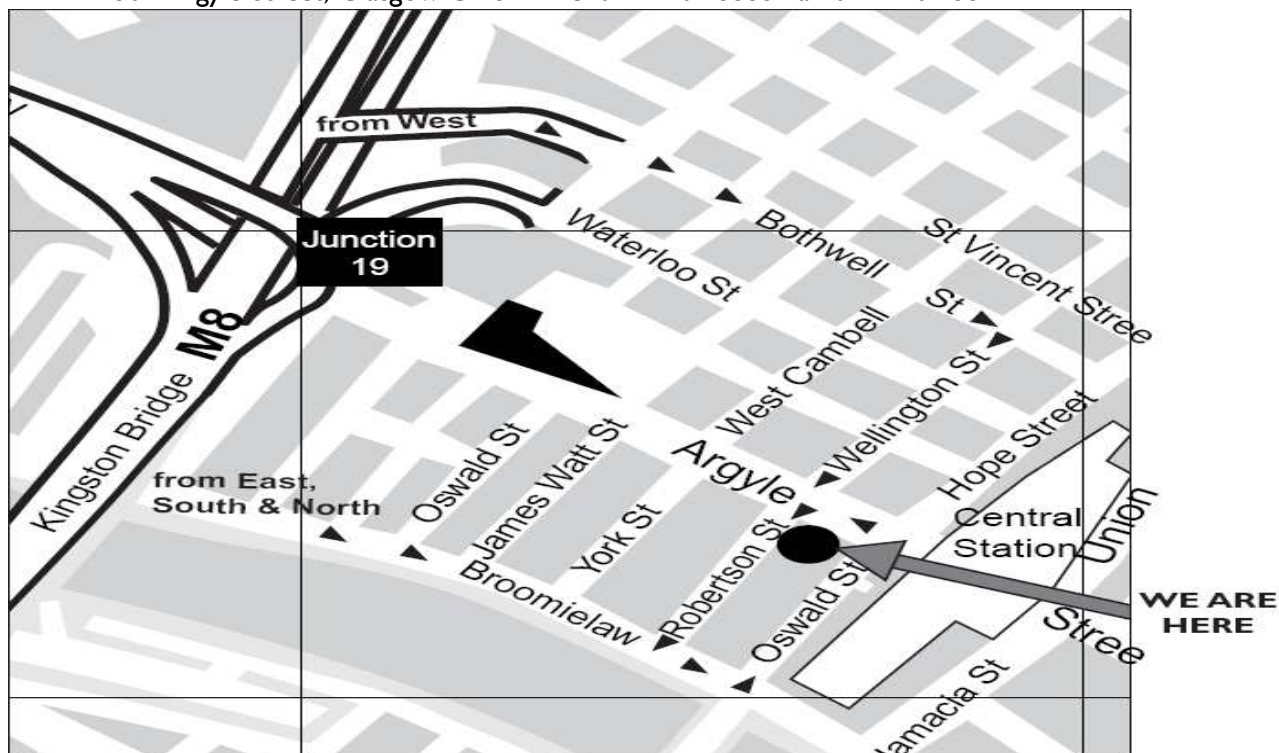 from West
Junction
19
Waterloo St
Bothwell
St
St Vincent Stree
West Cambell
Wellington St
Hope Street
M8
Kingston Bridge
from East,
South & North
Oswald St
James Watt St
York St
Argyle
Robertson St
Oswald St
Broomielaw
Central
Station
Union
Stree
WE ARE
HERE
Jamacia St